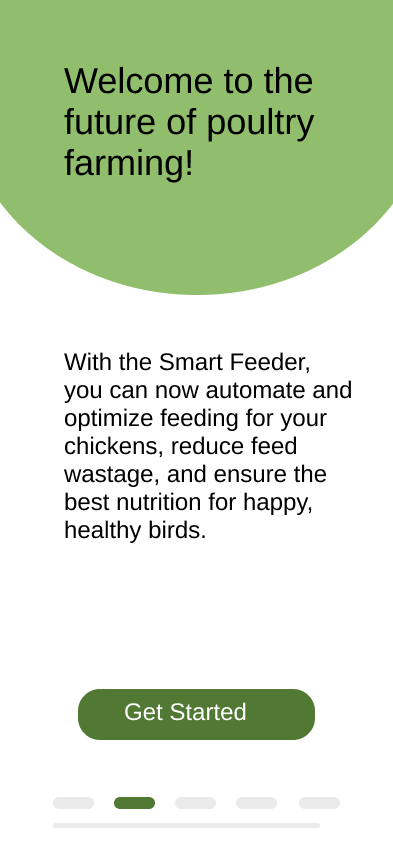 Welcome to the
future of poultry
farming!
With the Smart Feeder,
you can now automate and
optimize feeding for your
chickens, reduce feed
wastage, and ensure the
best nutrition for happy,
healthy birds.
Get Started